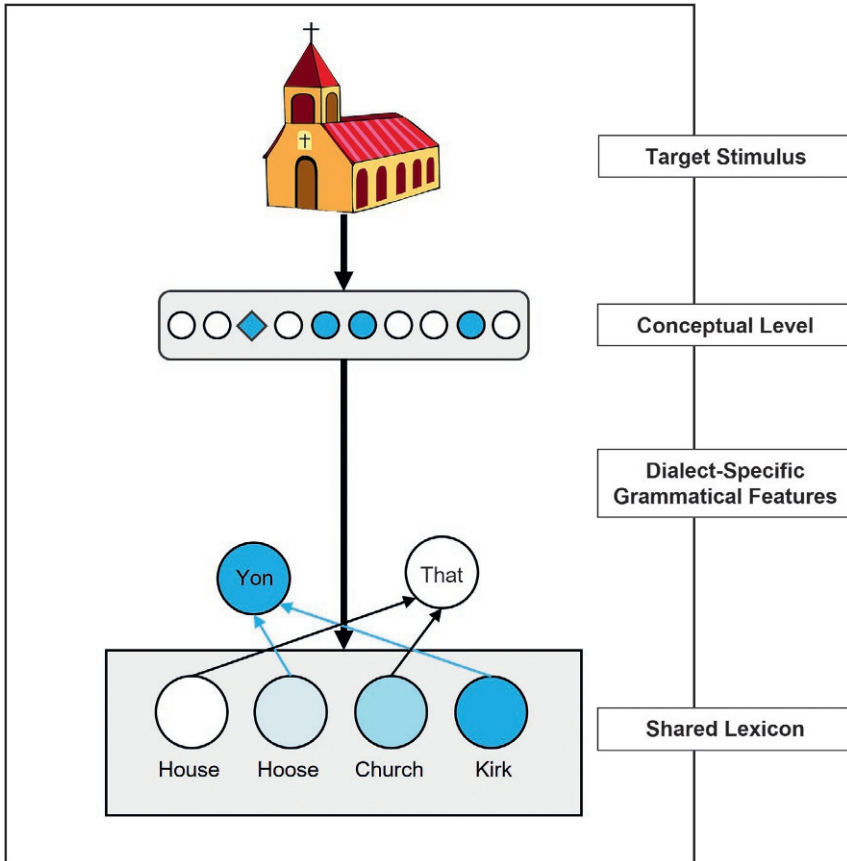 Target Stimulus
Conceptual Level
Dialect-Specific
Grammatical Features
Yon
That
Shared Lexicon
House
Hoose
Church
Kirk